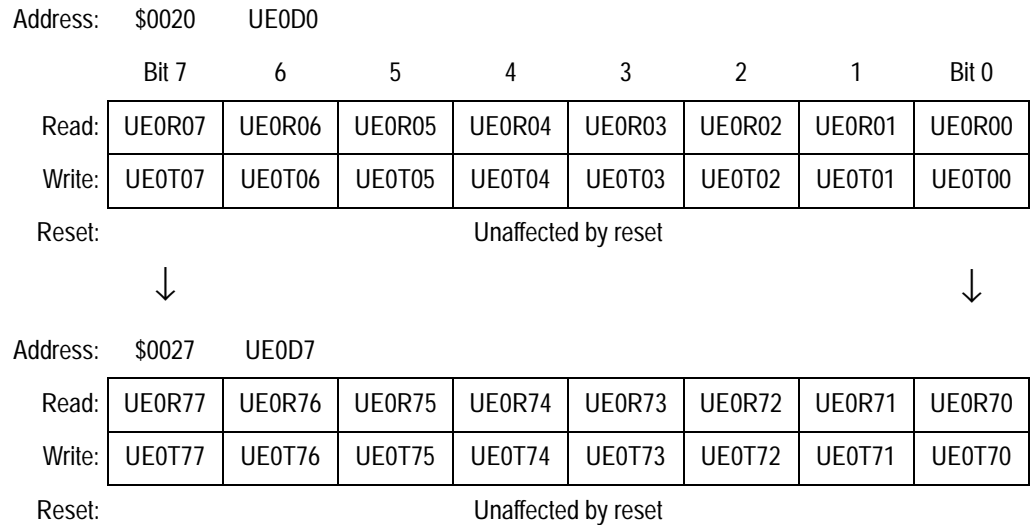 Address: $0020 UE0D0
Bit 7 6 5 4 3 2 1 Bit 0
Read: UE0R07 UE0R06 UE0R05 UE0R04 UE0R03 UE0R02 UE0R01 UE0R00
Write: UE0T07 UE0T06 UE0T05 UE0T04 UE0T03 UE0T02 UE0T01 UE0T00
Reset: Unaffected by reset
↓ ↓
Address: $0027 UE0D7
Read: UE0R77 UE0R76 UE0R75 UE0R74 UE0R73 UE0R72 UE0R71 UE0R70
Write: UE0T77 UE0T76 UE0T75 UE0T74 UE0T73 UE0T72 UE0T71 UE0T70
Reset: Unaffected by reset